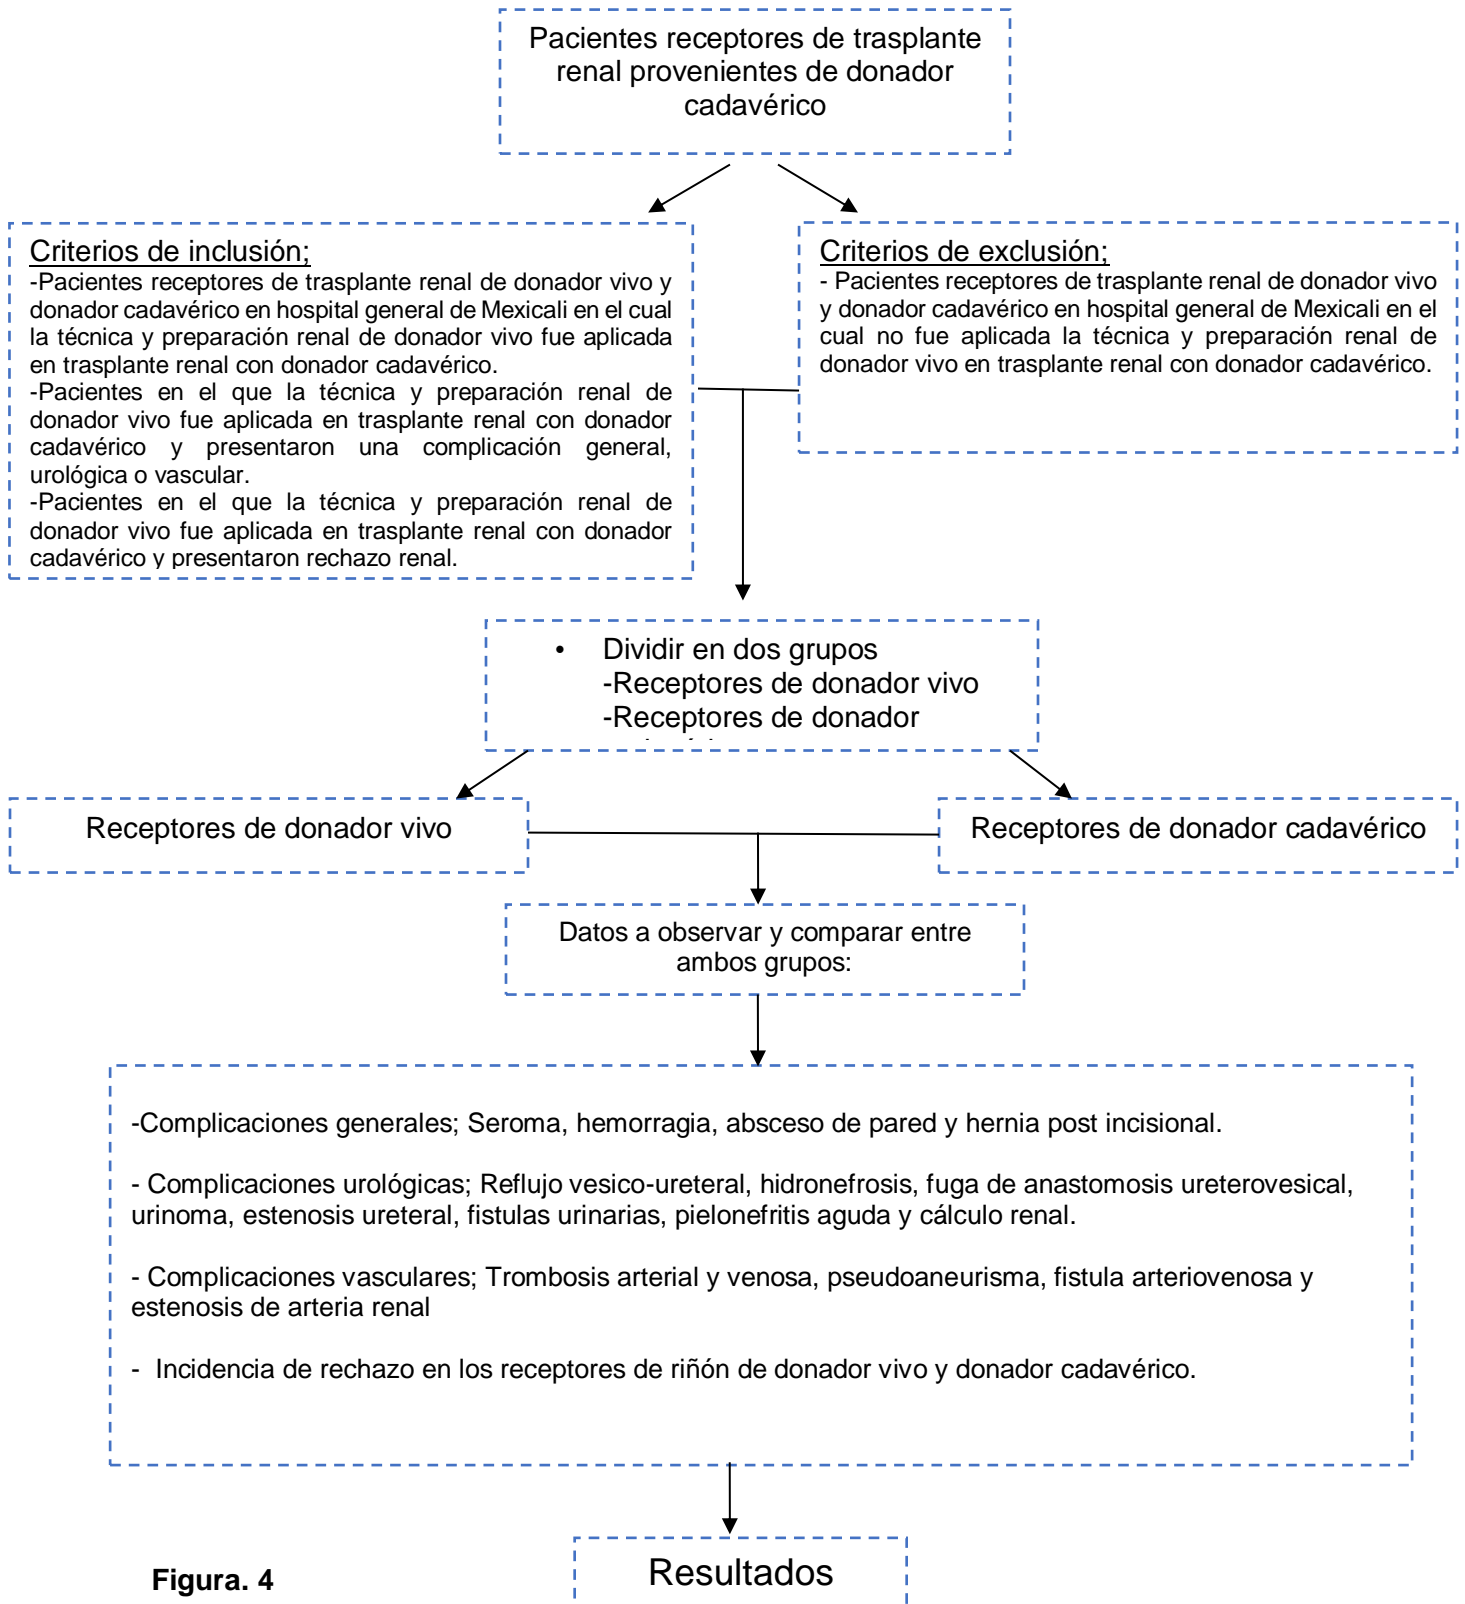 Pacientes receptores de trasplante
renal provenientes de donador
cadavérico
Criterios de inclusión;
-Pacientes receptores de trasplante renal de donador vivo y
donador cadavérico en hospital general de Mexicali en el cual
la técnica y preparación renal de donador vivo fue aplicada
en trasplante renal con donador cadavérico.
-Pacientes en el que la técnica y preparación renal de
donador vivo fue aplicada en trasplante renal con donador
cadavérico y presentaron una complicación general,
urológica o vascular.
-Pacientes en el que la técnica y preparación renal de
donador vivo fue aplicada en trasplante renal con donador
cadavérico y presentaron rechazo renal.
Criterios de exclusión;
- Pacientes receptores de trasplante renal de donador vivo
y donador cadavérico en hospital general de Mexicali en el
cual no fue aplicada la técnica y preparación renal de
donador vivo en trasplante renal con donador cadavérico.
• Dividir en dos grupos
-Receptores de donador vivo
-Receptores de donador
Receptores de donador vivo
Receptores de donador cadavérico
Datos a observar y comparar entre
ambos grupos:
-Complicaciones generales; Seroma, hemorragia, absceso de pared y hernia post incisional.
- Complicaciones urológicas; Reflujo vesico-ureteral, hidronefrosis, fuga de anastomosis ureterovesical,
urinoma, estenosis ureteral, fistulas urinarias, pielonefritis aguda y cálculo renal.
- Complicaciones vasculares; Trombosis arterial y venosa, pseudoaneurisma, fistula arteriovenosa y
estenosis de arteria renal
- Incidencia de rechazo en los receptores de riñón de donador vivo y donador cadavérico.
Resultados
Figura. 4